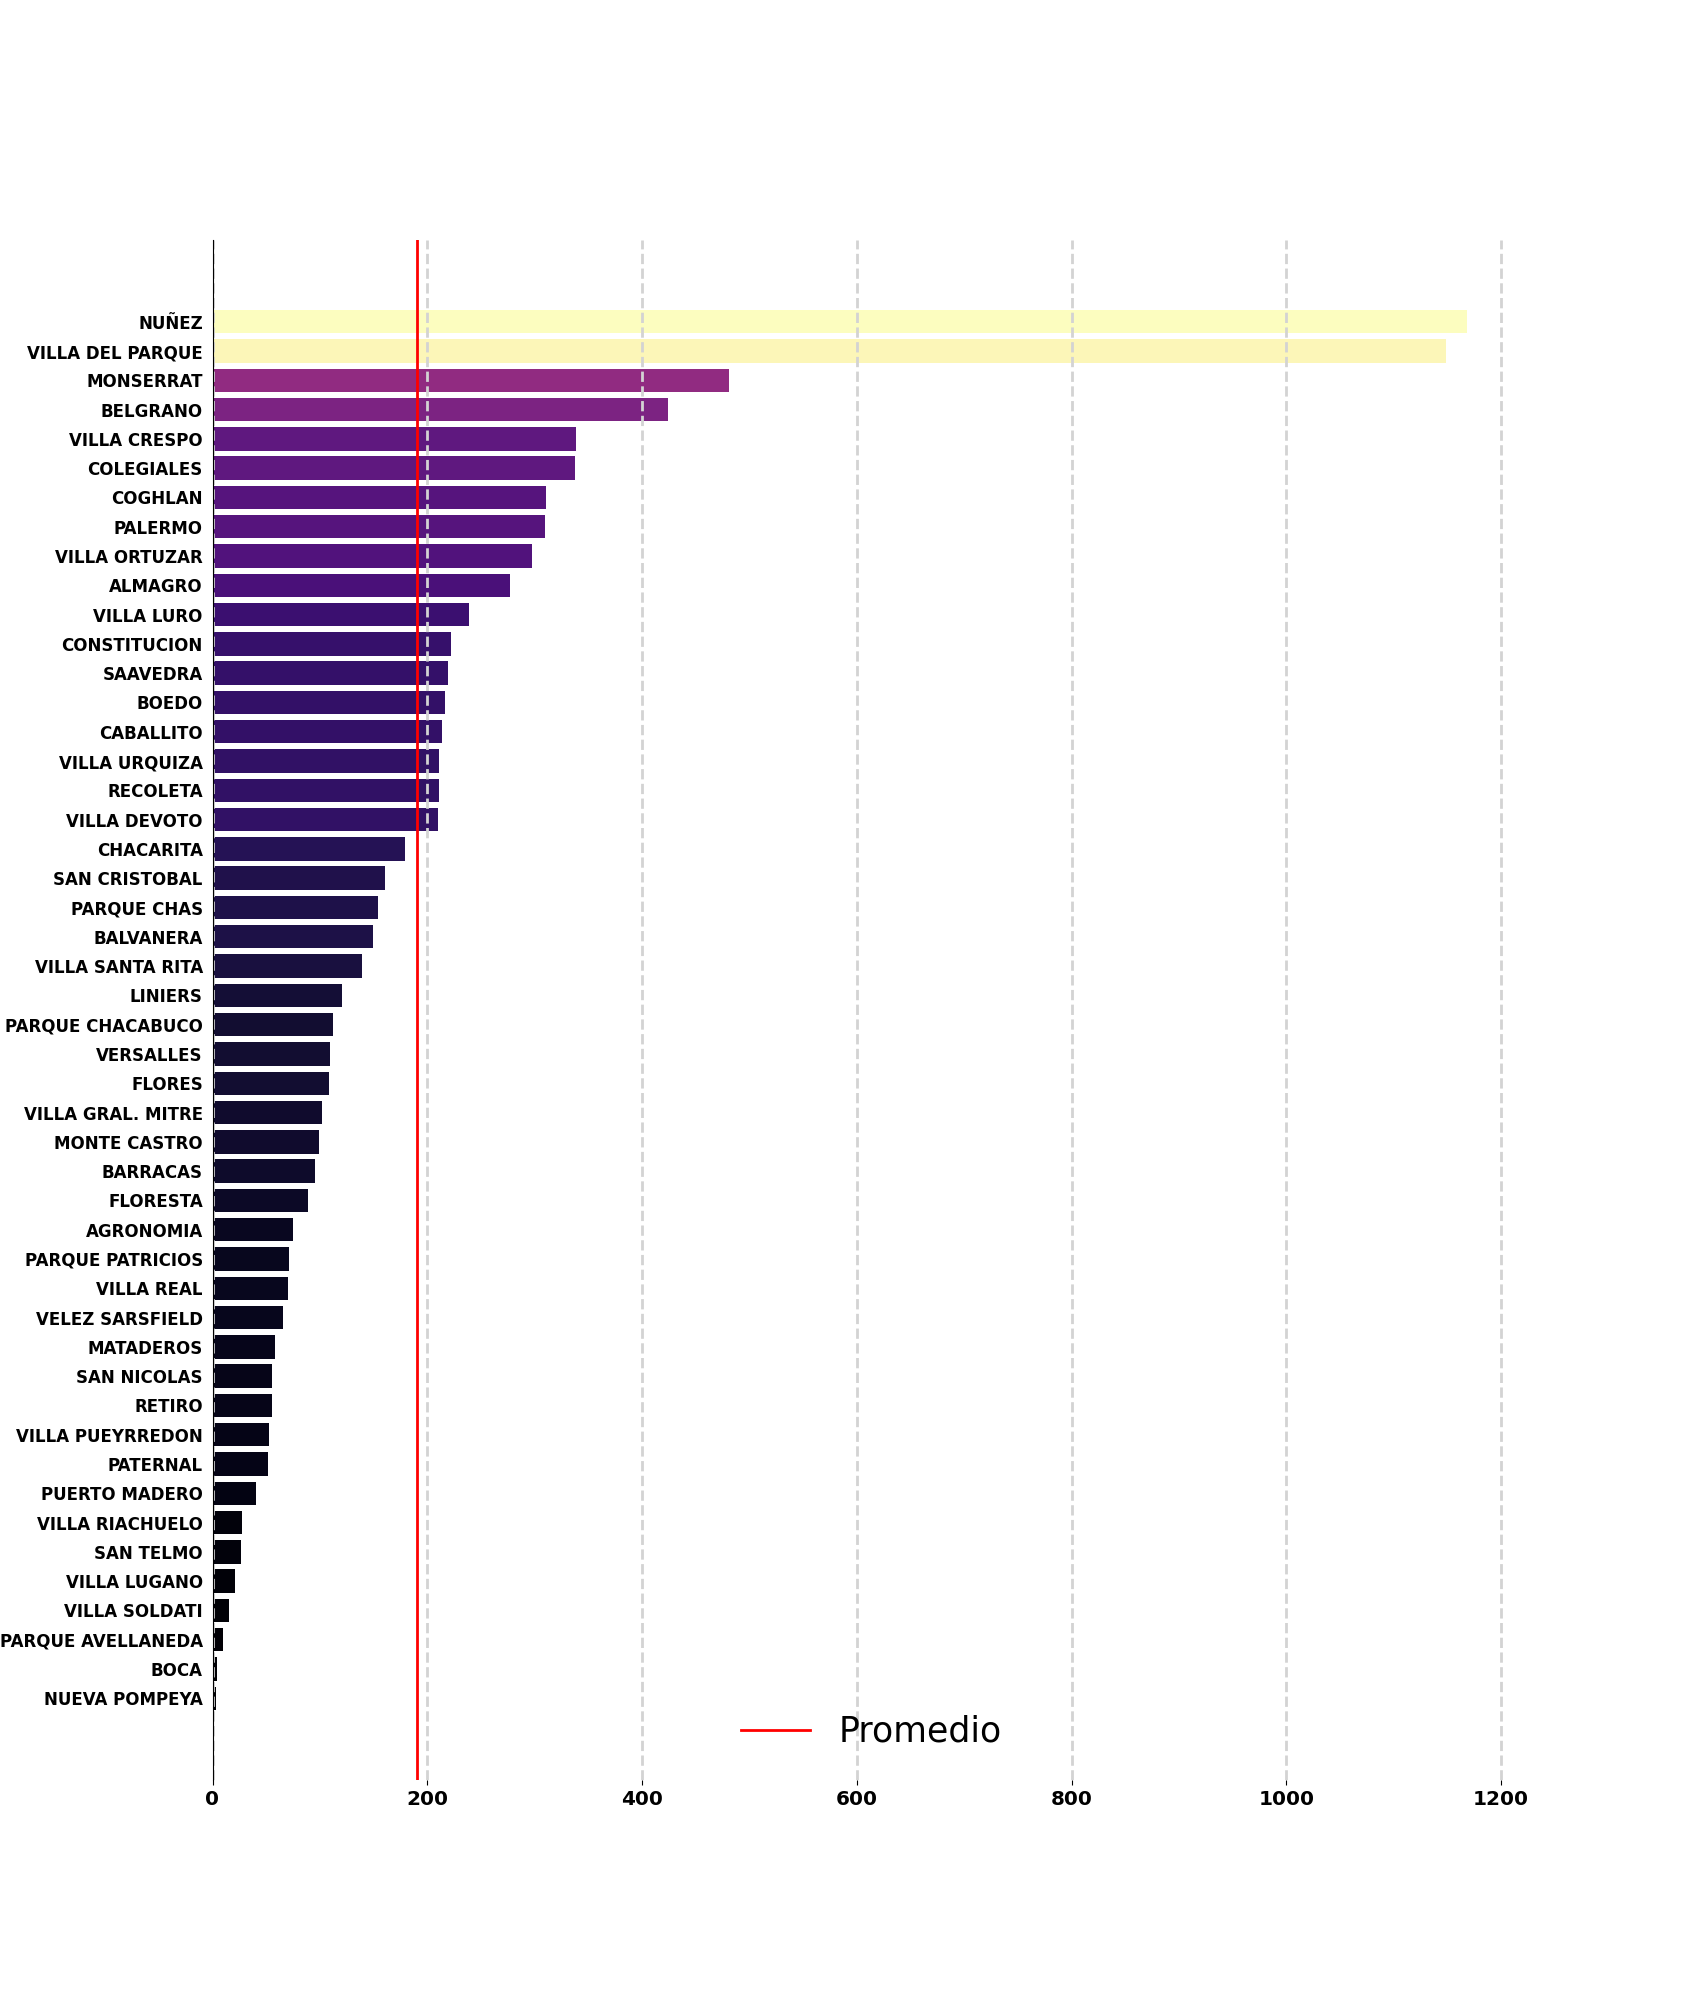 NUÑEZ
VILLA DEL PARQUE
MONSERRAT
BELGRANO
VILLA CRESPO
COLEGIALES
COGHLAN
PALERMO
VILLA ORTUZAR
ALMAGRO
VILLA LURO
CONSTITUCION
SAAVEDRA
BOEDO
CABALLITO
VILLA URQUIZA
RECOLETA
VILLA DEVOTO
CHACARITA
SAN CRISTOBAL
PARQUE CHAS
BALVANERA
VILLA SANTA RITA
LINIERS
PARQUE CHACABUCO
VERSALLES
FLORES
VILLA GRAL. MITRE
MONTE CASTRO
BARRACAS
FLORESTA
AGRONOMIA
PARQUE PATRICIOS
VILLA REAL
VELEZ SARSFIELD
MATADEROS
SAN NICOLAS
RETIRO
VILLA PUEYRREDON
PATERNAL
PUERTO MADERO
VILLA RIACHUELO
SAN TELMO
VILLA LUGANO
VILLA SOLDATI
PARQUE AVELLANEDA
BOCA
NUEVA POMPEYA
Promedio
0 200 400 600 800 1000 1200